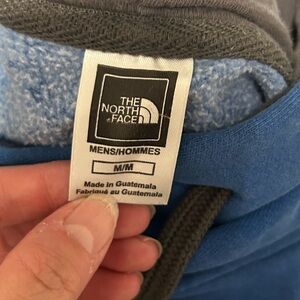 THE
NORTH
FACE
MENS/HOMMES
M/M
Made in Guatemala
Fabriqué au Guatemala